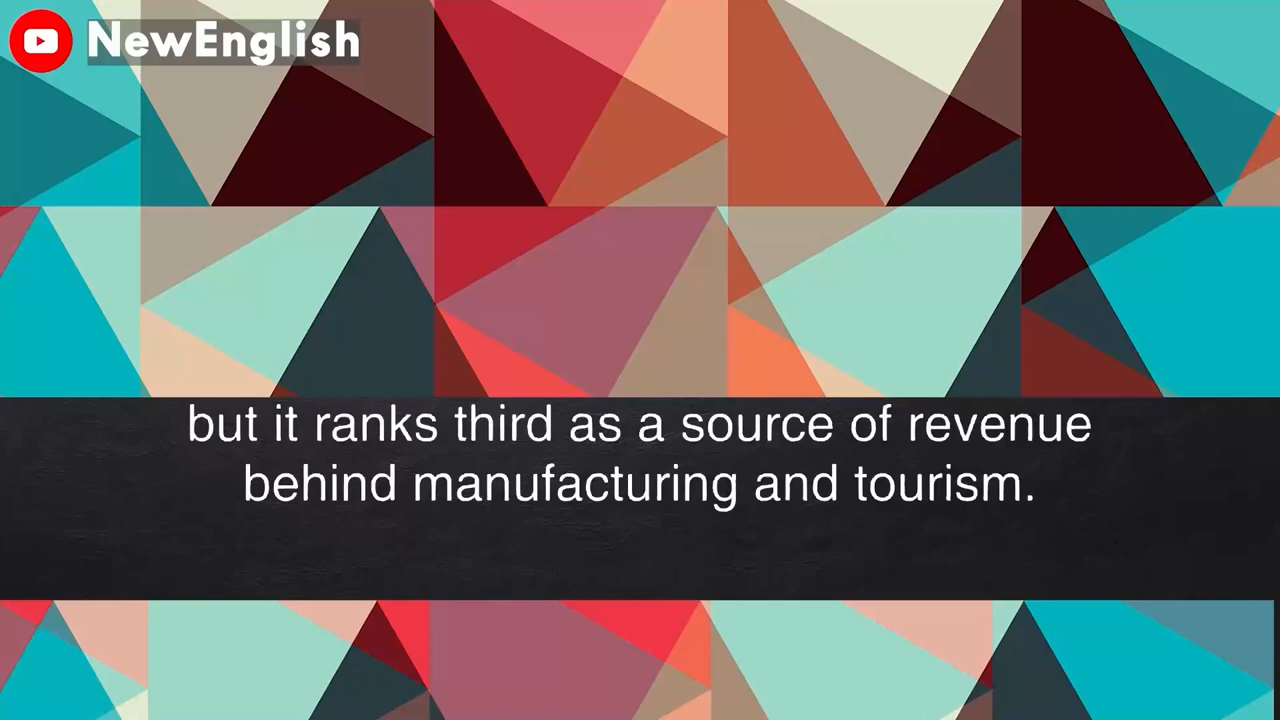 NewEnglish
but it ranks third as a source of revenue
behind manufacturing and tourism.